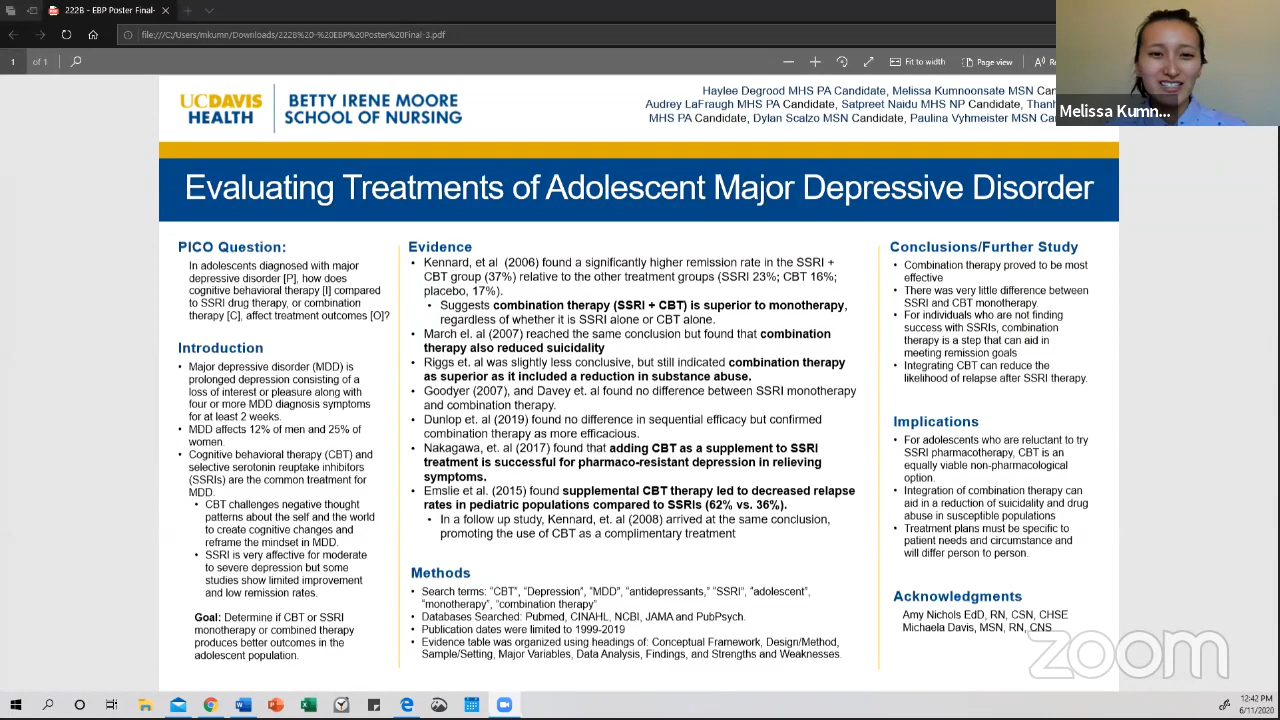 222B - EBP Poster Final-
file:///C:/Users/mkumn/Downloads/222B%20-%20EBP%20Poster%20Final-3.pdf
1 of 1
Fit to width
Page view
A) Re
Melissa Kumn...
UCDAVIS
HEALTH
BETTY IRENE MOORE
SCHOOL OF NURSING
Haylee Degrood MHS PA Candidate, Melissa Kumnoonsate MSN Can
Audrey LaFraugh MHS PA Candidate, Satpreet Naidu MHS NP Candidate, Thanh
MHS PA Candidate, Dylan Scalzo MSN Candidate, Paulina Vyhmeister MSN Ca
Evaluating Treatments of Adolescent Major Depressive Disorder
PICO Question:
In adolescents diagnosed with major
depressive disorder [P], how does
cognitive behavioral therapy [I] compared
to SSRI drug therapy, or combination
therapy [C], affect treatment outcomes [O]?
Introduction
• Major depressive disorder (MDD) is
prolonged depression consisting of a
loss of interest or pleasure along with
four or more MDD diagnosis symptoms
for at least 2 weeks.
• MDD affects 12% of men and 25% of
women.
• Cognitive behavioral therapy (CBT) and
selective serotonin reuptake inhibitors
(SSRIs) are the common treatment for
MDD.
• CBT challenges negative thought
patterns about the self and the world
to create cognitive changes and
reframe the mindset in MDD.
• SSRI is very affective for moderate
to severe depression but some
studies show limited improvement
and low remission rates.
Goal: Determine if CBT or SSRI
monotherapy or combined therapy
produces better outcomes in the
adolescent population.
Evidence
• Kennard, et al (2006) found a significantly higher remission rate in the SSRI +
CBT group (37%) relative to the other treatment groups (SSRI 23%; CBT 16%;
placebo, 17%).
• Suggests combination therapy (SSRI + CBT) is superior to monotherapy,
regardless of whether it is SSRI alone or CBT alone.
• March el. al (2007) reached the same conclusion but found that combination
therapy also reduced suicidality
• Riggs et. al was slightly less conclusive, but still indicated combination therapy
as superior as it included a reduction in substance abuse.
• Goodyer (2007), and Davey et. al found no difference between SSRI monotherapy
and combination therapy.
• Dunlop et. al (2019) found no difference in sequential efficacy but confirmed
combination therapy as more efficacious.
• Nakagawa, et. al (2017) found that adding CBT as a supplement to SSRI
treatment is successful for pharmaco-resistant depression in relieving
symptoms.
• Emslie et al. (2015) found supplemental CBT therapy led to decreased relapse
rates in pediatric populations compared to SSRIs (62% vs. 36%).
• In a follow up study, Kennard, et. al (2008) arrived at the same conclusion,
promoting the use of CBT as a complimentary treatment
Methods
• Search terms: "CBT", "Depression", "MDD", "antidepressants," "SSRI", "adolescent",
"monotherapy", "combination therapy"
• Databases Searched: Pubmed, CINAHL, NCBI, JAMA and PubPsych.
• Publication dates were limited to 1999-2019
• Evidence table was organized using headings of: Conceptual Framework, Design/Method,
Sample/Setting, Major Variables, Data Analysis, Findings, and Strengths and Weaknesses.
Conclusions/Further Study
• Combination therapy proved to be most
effective
• There was very little difference between
SSRI and CBT monotherapy.
• For individuals who are not finding
success with SSRIs, combination
therapy is a step that can aid in
meeting remission goals
• Integrating CBT can reduce the
likelihood of relapse after SSRI therapy.
Implications
• For adolescents who are reluctant to try
SSRI pharmacotherapy, CBT is an
equally viable non-pharmacological
option.
• Integration of combination therapy can
aid in a reduction of suicidality and drug
abuse in susceptible populations
• Treatment plans must be specific to
patient needs and circumstance and
will differ person to person.
Acknowledgments
Amy Nichols EdD, RN, CSN, CHSE
Michaela Davis, MSN, RN, CNS
zoom
12:42 PM
6/11/2020